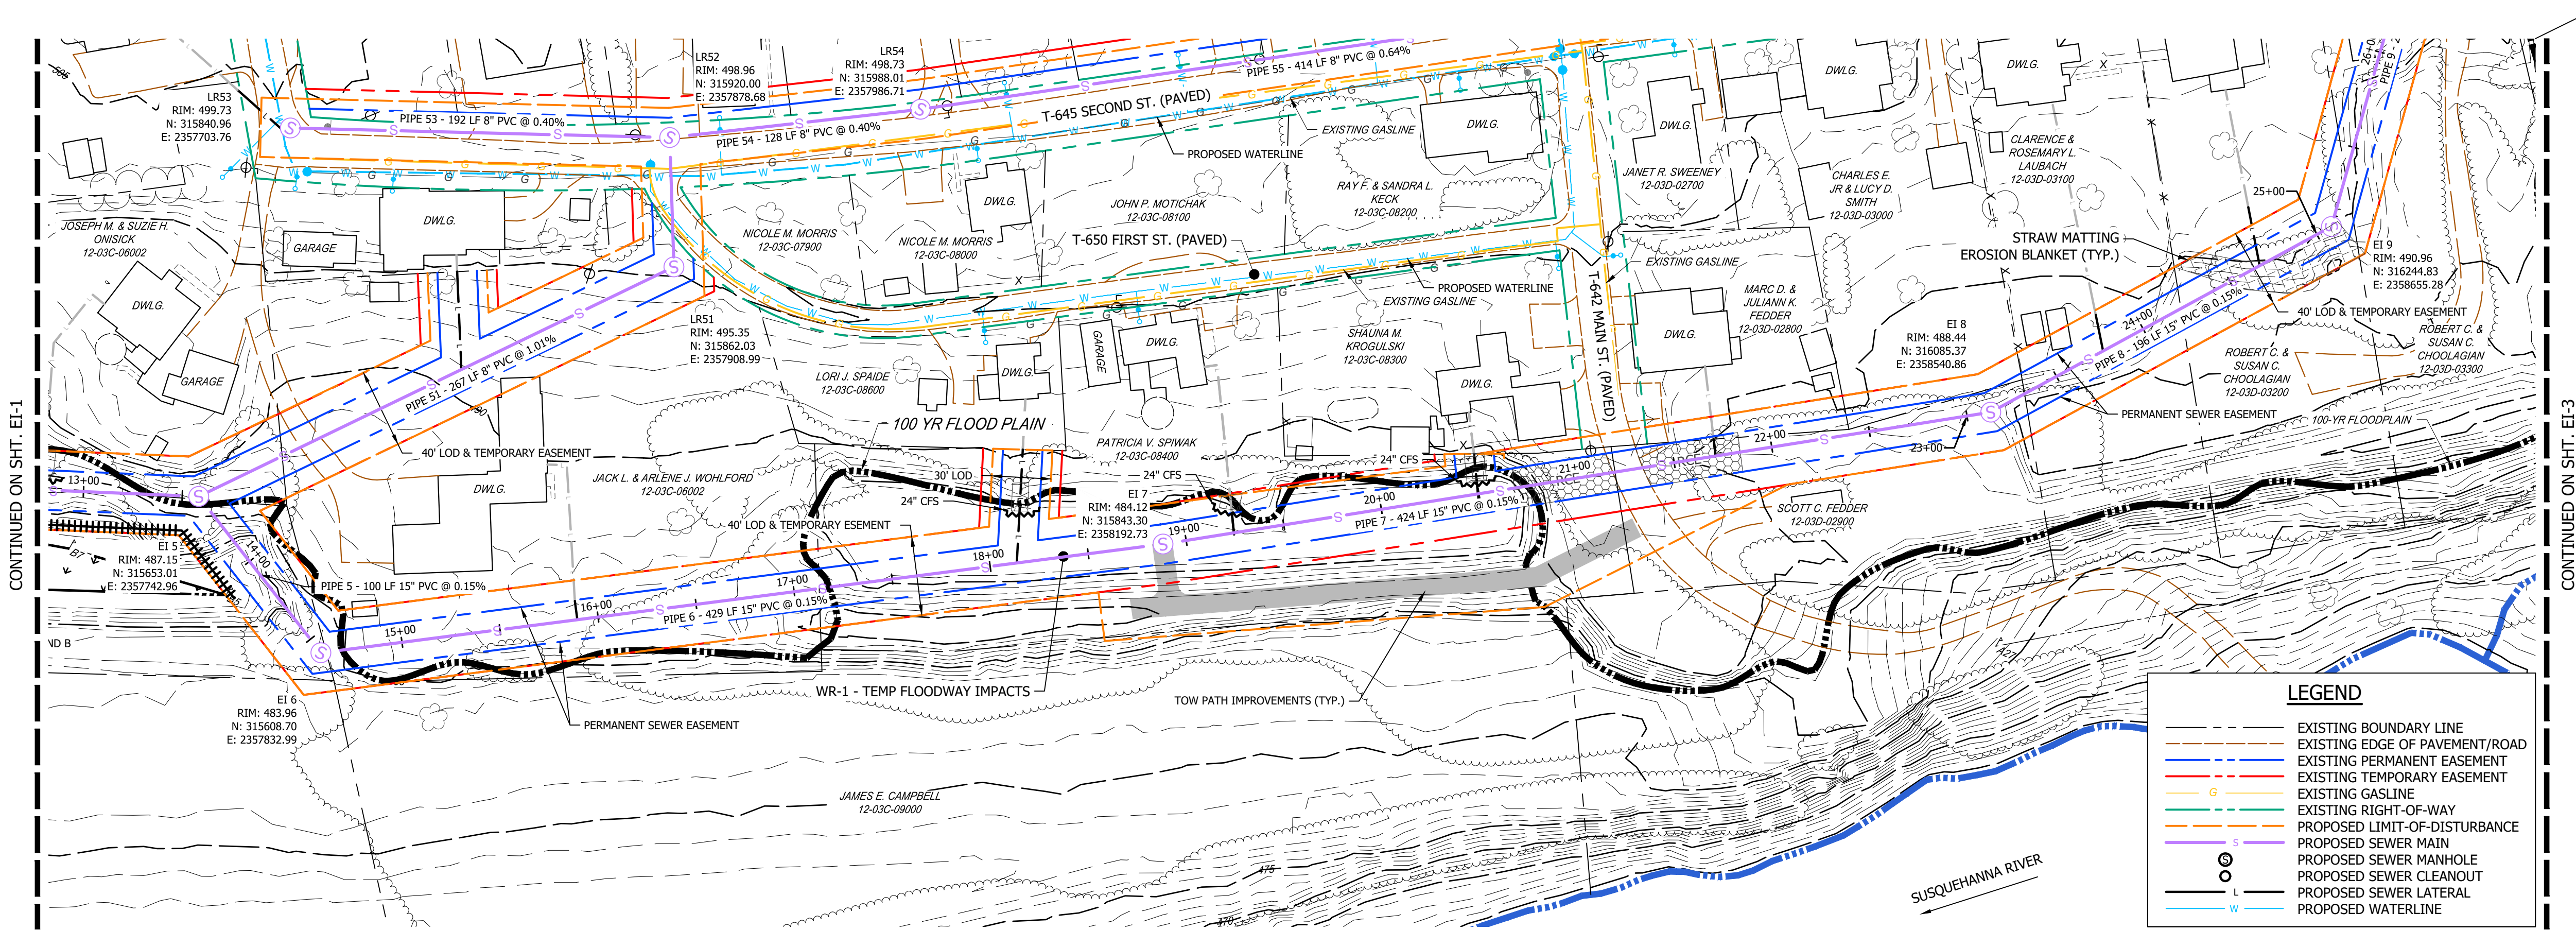 CONTINUED ON SHT. EI-1
505
LR53
RIM: 499.73
N: 315840.96
E: 2357703.76
PIPE 53 - 192 LF 8" PVC @ 0.40%
LR52
RIM: 498.96
N: 315920.00
E: 2357878.68
LR54
RIM: 498.73
N: 315988.01
E: 2357986.71
PIPE 54 - 128 LF 8" PVC @ 0.40%
T-645 SECOND ST. (PAVED)
PIPE 55 - 414 LF 8" PVC @ 0.64%
EXISTING GASLINE
PROPOSED WATERLINE
DWLG.
DWLG.
DWLG.
DWLG.
26+0
PIPE 9 - 2
JOSEPH M. & SUZIE H.
ONISICK
12-03C-06002
GARAGE
DWLG.
DWLG.
GARAGE
NICOLE M. MORRIS
12-03C-07900
NICOLE M. MORRIS
12-03C-08000
DWLG.
JOHN P. MOTICHAK
12-03C-08100
RAY F. & SANDRA L.
KECK
12-03C-08200
T-650 FIRST ST. (PAVED)
JANET R. SWEENEY
12-03D-02700
CHARLES E.
JR & LUCY D.
SMITH
12-03D-03000
CLARENCE &
ROSEMARY L.
LAUBACH
12-03D-03100
25+00
STRAW MATTING
EROSION BLANKET (TYP.)
EI 9
RIM: 490.96
N: 316244.83
E: 2358655.28
EXISTING GASLINE
PROPOSED WATERLINE
EXISTING GASLINE
T-642 MAIN ST. (PAVED)
MARC D. &
JULIANN K.
FEDDER
12-03D-02800
DWLG.
EI 8
RIM: 488.44
N: 316085.37
E: 2358540.86
24+00
PIPE 8 - 196 LF 15" PVC @ 0.15%
40' LOD & TEMPORARY EASEMENT
ROBERT C. &
SUSAN C.
CHOOLAGIAN
12-03D-03300
ROBERT C. &
SUSAN C.
CHOOLAGIAN
12-03D-03200
LR51
RIM: 495.35
N: 315862.03
E: 2357908.99
PIPE 51 - 267 LF 8" PVC @ 1.01%
90
40' LOD & TEMPORARY EASEMENT
LORI J. SPAIDE
12-03C-08600
DWLG.
GARAGE
DWLG.
SHAUNA M.
KROGULSKI
12-03C-08300
DWLG.
100 YR FLOOD PLAIN
PATRICIA V. SPIWAK
12-03C-08400
PERMANENT SEWER EASEMENT
100-YR FLOODPLAIN
22+00
23+00
21+00
24" CFS
13+00
DWLG.
JACK L. & ARLENE J. WOHLFORD
12-03C-06002
30' LOD
24" CFS
24" CFS
EI 7
RIM: 484.12
N: 315843.30
E: 2358192.73
19+00
20+00
PIPE 7 - 424 LF 15" PVC @ 0.15%
SCOTT C. FEDDER
12-03D-02900
40' LOD & TEMPORARY EASEMENT
EI 5
RIM: 487.15
N: 315653.01
E: 2357742.96
14+00
PIPE 5 - 100 LF 15" PVC @ 0.15%
15+00
16+00
17+00
18+00
PIPE 6 - 429 LF 15" PVC @ 0.15%
ND B
WR-1 - TEMP FLOODWAY IMPACTS
TOW PATH IMPROVEMENTS (TYP.)
PERMANENT SEWER EASEMENT
EI 6
RIM: 483.96
N: 315608.70
E: 2357832.99
JAMES E. CAMPBELL
12-03C-09000
475
470
SUSQUEHANNA RIVER
CONTINUED ON SHT. EI-3
LEGEND
EXISTING BOUNDARY LINE
EXISTING EDGE OF PAVEMENT/ROAD
EXISTING PERMANENT EASEMENT
EXISTING TEMPORARY EASEMENT
G EXISTING GASLINE
EXISTING RIGHT-OF-WAY
PROPOSED LIMIT-OF-DISTURBANCE
S PROPOSED SEWER MAIN
S PROPOSED SEWER MANHOLE
PROPOSED SEWER CLEANOUT
L PROPOSED SEWER LATERAL
W PROPOSED WATERLINE